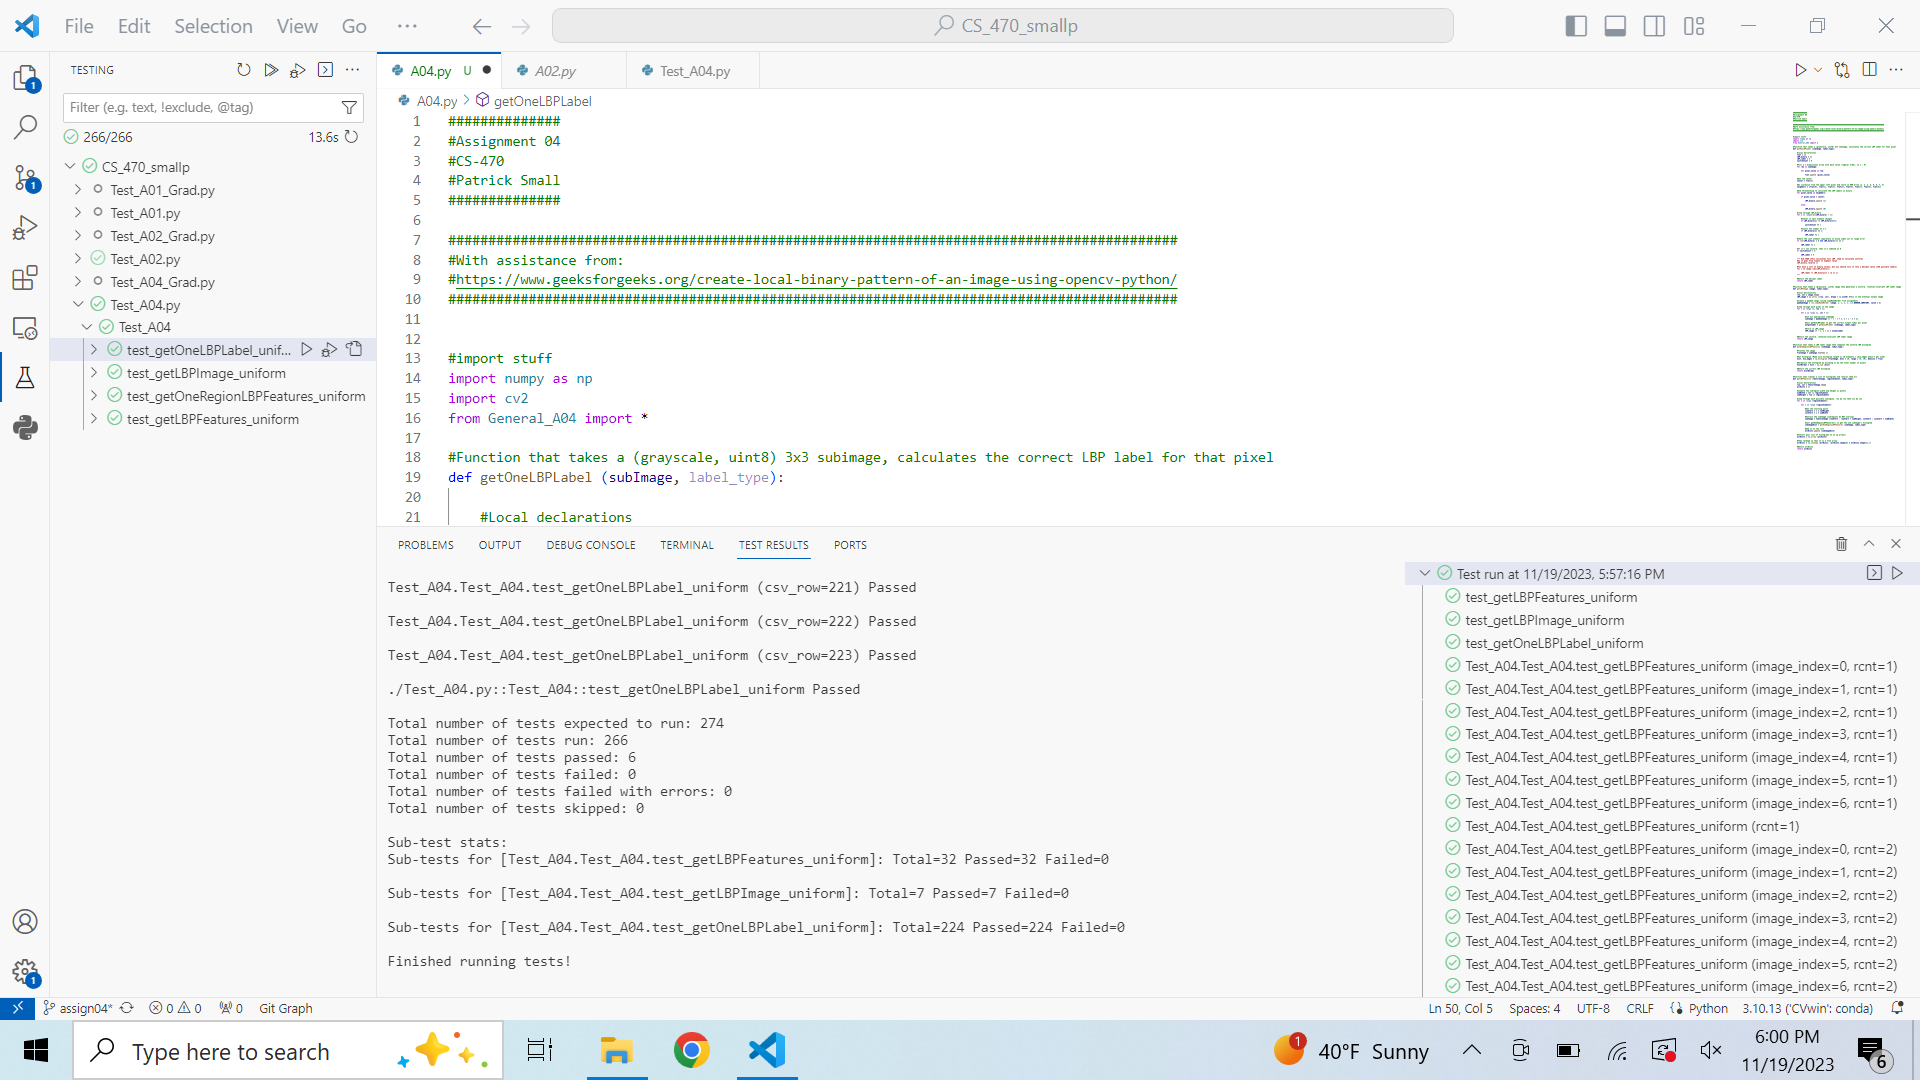 File Edit Selection View Go ···
CS_470_smallp
TESTING
Filter (e.g. text, !exclude, @tag)
266/266 13.6s
CS_470_smallp
Test_A01_Grad.py
Test_A01.py
Test_A02_Grad.py
Test_A02.py
Test_A04_Grad.py
Test_A04.py
Test_A04
test_getOneLBPLabel_unif...
test_getLBPImage_uniform
test_getOneRegionLBPFeatures_uniform
test_getLBPFeatures_uniform
A04.py U A02.py Test_A04.py
A04.py > getOneLBPLabel
1 ##############
2 #Assignment 04
3 #CS-470
4 #Patrick Small
5 ##############
6
7 ###########################################################################################
8 #With assistance from:
9 #https://www.geeksforgeeks.org/create-local-binary-pattern-of-an-image-using-opencv-python/
10 ###########################################################################################
11
12
13 #import stuff
14 import numpy as np
15 import cv2
16 from General_A04 import *
17
18 #Function that takes a (grayscale, uint8) 3x3 subimage, calculates the correct LBP label for that pixel
19 def getOneLBPLabel (subImage, label_type):
20
21 #Local declarations
PROBLEMS OUTPUT DEBUG CONSOLE TERMINAL TEST RESULTS PORTS
Test_A04.Test_A04.test_getOneLBPLabel_uniform (csv_row=221) Passed
Test_A04.Test_A04.test_getOneLBPLabel_uniform (csv_row=222) Passed
Test_A04.Test_A04.test_getOneLBPLabel_uniform (csv_row=223) Passed
./Test_A04.py::Test_A04::test_getOneLBPLabel_uniform Passed
Total number of tests expected to run: 274
Total number of tests run: 266
Total number of tests passed: 6
Total number of tests failed: 0
Total number of tests failed with errors: 0
Total number of tests skipped: 0
Sub-test stats:
Sub-tests for [Test_A04.Test_A04.test_getLBPFeatures_uniform]: Total=32 Passed=32 Failed=0
Sub-tests for [Test_A04.Test_A04.test_getLBPImage_uniform]: Total=7 Passed=7 Failed=0
Sub-tests for [Test_A04.Test_A04.test_getOneLBPLabel_uniform]: Total=224 Passed=224 Failed=0
Finished running tests!
Test run at 11/19/2023, 5:57:16 PM
test_getLBPFeatures_uniform
test_getLBPImage_uniform
test_getOneLBPLabel_uniform
Test_A04.Test_A04.test_getLBPFeatures_uniform (image_index=0, rcnt=1)
Test_A04.Test_A04.test_getLBPFeatures_uniform (image_index=1, rcnt=1)
Test_A04.Test_A04.test_getLBPFeatures_uniform (image_index=2, rcnt=1)
Test_A04.Test_A04.test_getLBPFeatures_uniform (image_index=3, rcnt=1)
Test_A04.Test_A04.test_getLBPFeatures_uniform (image_index=4, rcnt=1)
Test_A04.Test_A04.test_getLBPFeatures_uniform (image_index=5, rcnt=1)
Test_A04.Test_A04.test_getLBPFeatures_uniform (image_index=6, rcnt=1)
Test_A04.Test_A04.test_getLBPFeatures_uniform (rcnt=1)
Test_A04.Test_A04.test_getLBPFeatures_uniform (image_index=0, rcnt=2)
Test_A04.Test_A04.test_getLBPFeatures_uniform (image_index=1, rcnt=2)
Test_A04.Test_A04.test_getLBPFeatures_uniform (image_index=2, rcnt=2)
Test_A04.Test_A04.test_getLBPFeatures_uniform (image_index=3, rcnt=2)
Test_A04.Test_A04.test_getLBPFeatures_uniform (image_index=4, rcnt=2)
Test_A04.Test_A04.test_getLBPFeatures_uniform (image_index=5, rcnt=2)
Test_A04.Test_A04.test_getLBPFeatures_uniform (image_index=6, rcnt=2)
1
1
1
assign04* 0 0 0 Git Graph Ln 50, Col 5 Spaces: 4 UTF-8 CRLF Python 3.10.13 ('CVwin': conda)
Type here to search
1 40°F Sunny
6:00 PM
11/19/2023
6